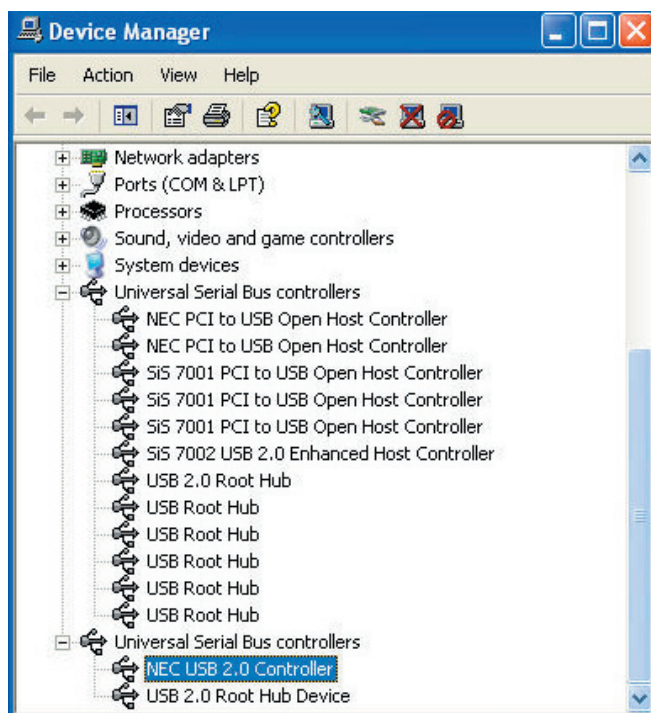 Device Manager
File Action View Help
Network adapters
Ports (COM & LPT)
Processors
Sound, video and game controllers
System devices
Universal Serial Bus controllers
NEC PCI to USB Open Host Controller
NEC PCI to USB Open Host Controller
SiS 7001 PCI to USB Open Host Controller
SiS 7001 PCI to USB Open Host Controller
SiS 7001 PCI to USB Open Host Controller
SiS 7002 USB 2.0 Enhanced Host Controller
USB 2.0 Root Hub
USB Root Hub
USB Root Hub
USB Root Hub
USB Root Hub
USB Root Hub
Universal Serial Bus controllers
NEC USB 2.0 Controller
USB 2.0 Root Hub Device